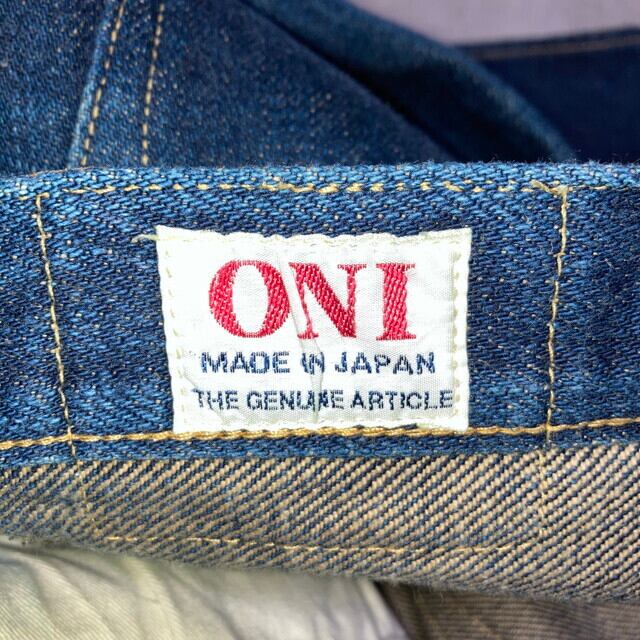 ONI
MADE IN JAPAN
THE GENUINE ARTICLE